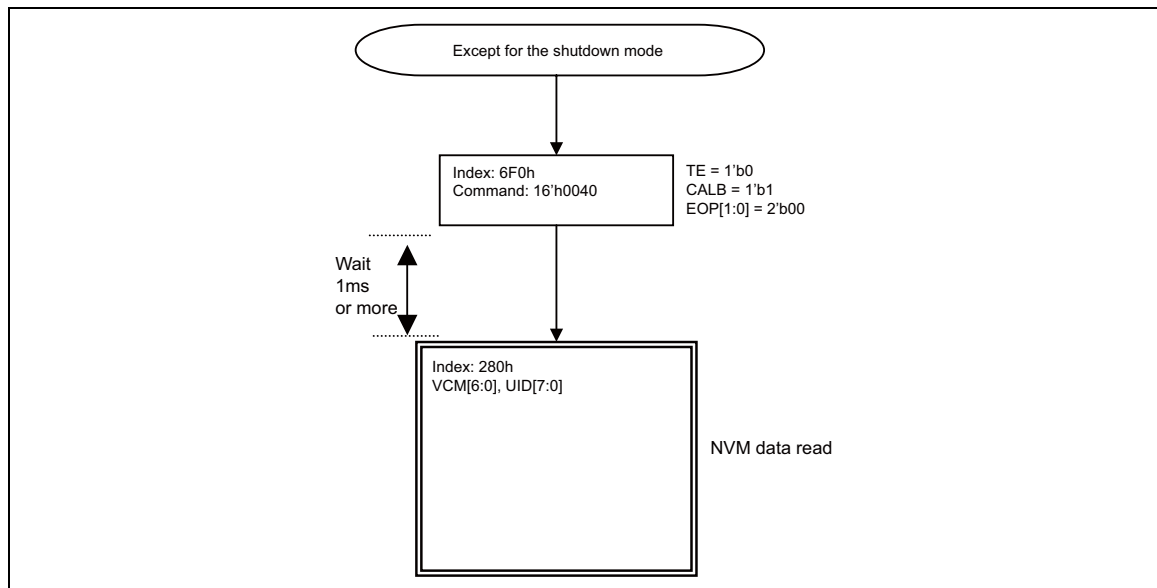 Except for the shutdown mode
Index: 6F0h
Command: 16'h0040
TE = 1'b0
CALB = 1'b1
EOP[1:0] = 2'b00
Wait
1ms
or more
Index: 280h
VCM[6:0], UID[7:0]
NVM data read